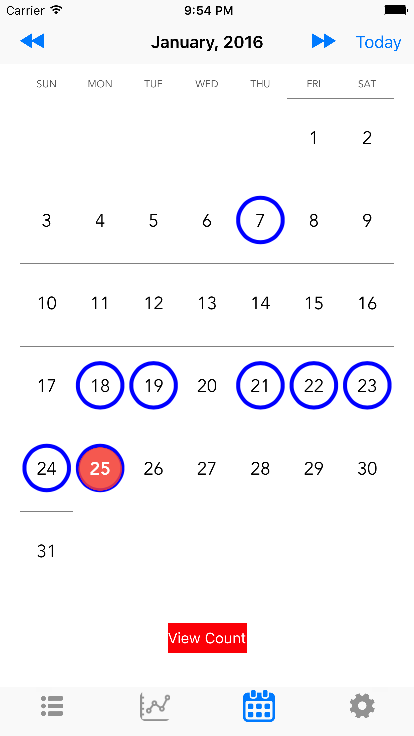 Carrier 9:54 PM
January, 2016 Today
SUN MON TUE WED THU FRI SAT
1 2
3 4 5 6 7 8 9
10 11 12 13 14 15 16
17 18 19 20 21 22 23
24 25 26 27 28 29 30
31
View Count